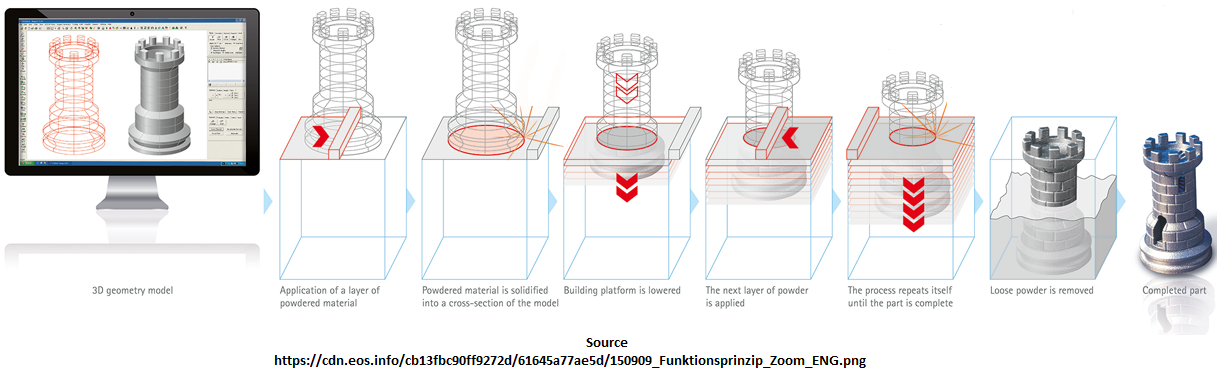 3D geometry model
Application of a layer of
powdered material
Powdered material is solidified
into a cross-section of the model
Building platform is lowered
The next layer of powder
is applied
The process repeats itself
until the part is complete
Loose powder is removed
Completed part
Source
https://cdn.eos.info/cb13fbc90ff9272d/61645a77ae5d/150909_Funktionsprinzip_Zoom_ENG.png